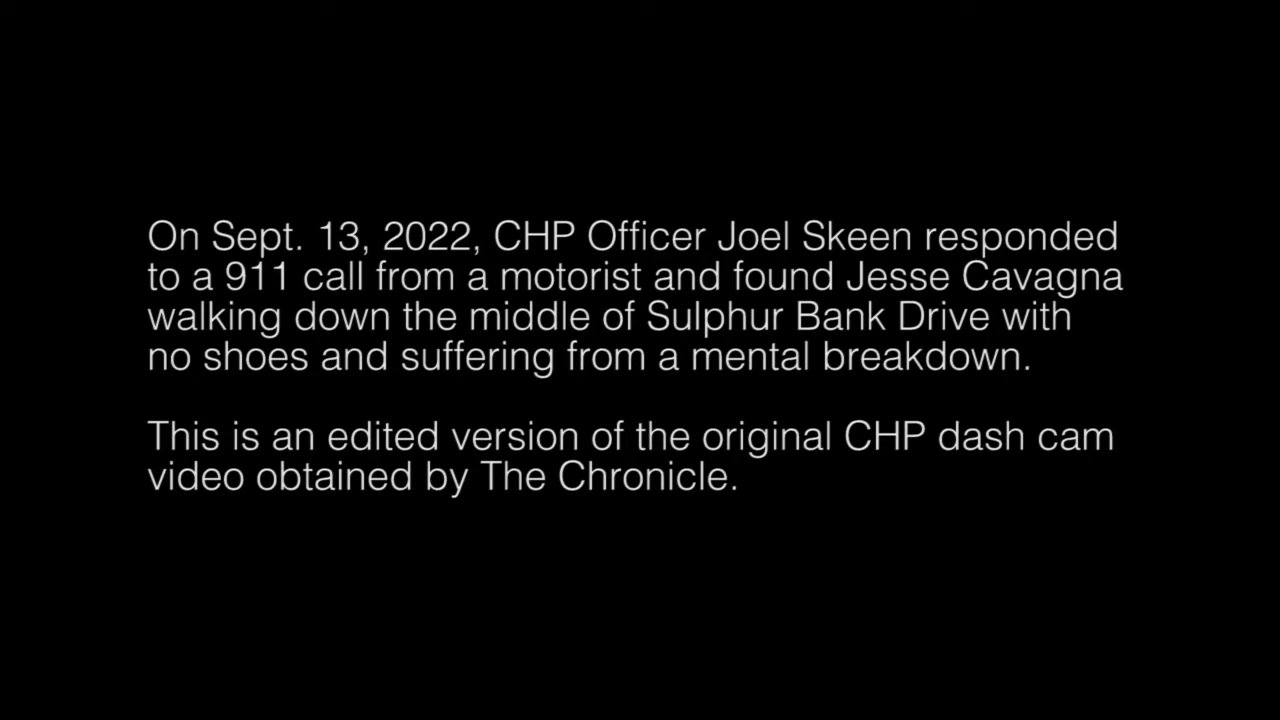 On Sept. 13, 2022, CHP Officer Joel Skeen responded
to a 911 call from a motorist and found Jesse Cavagna
walking down the middle of Sulphur Bank Drive with
no shoes and suffering from a mental breakdown.
This is an edited version of the original CHP dash cam
video obtained by The Chronicle.